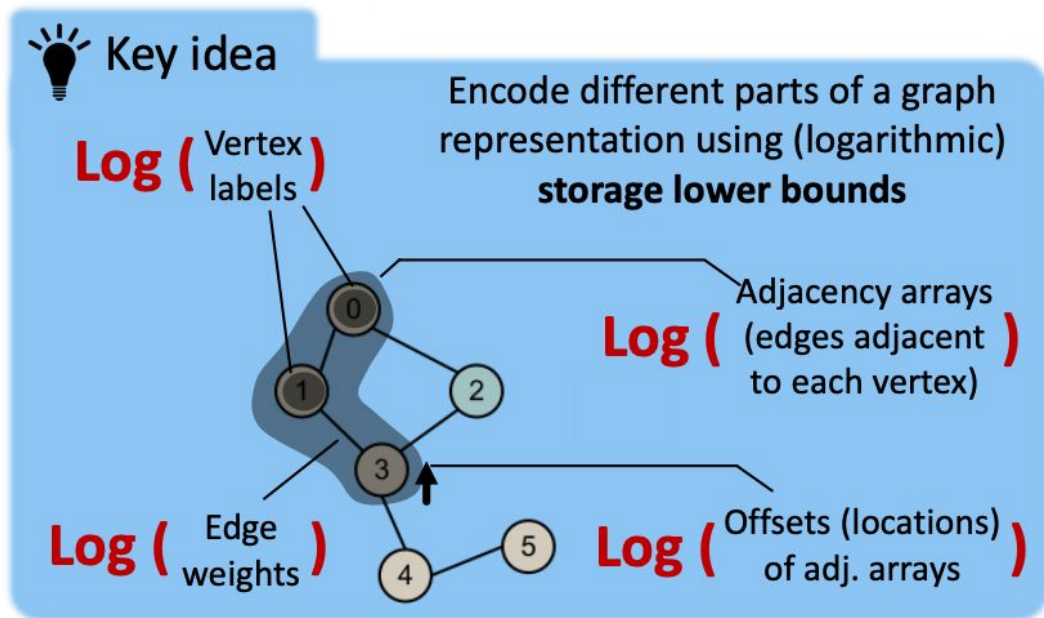 Key idea
Encode different parts of a graph
representation using (logarithmic)
storage lower bounds
Log ( Vertex
labels )
Adjacency arrays
Log ( (edges adjacent )
to each vertex)
0
1
2
3
4
5
Log ( Edge
weights )
Log ( Offsets (locations)
of adj. arrays )